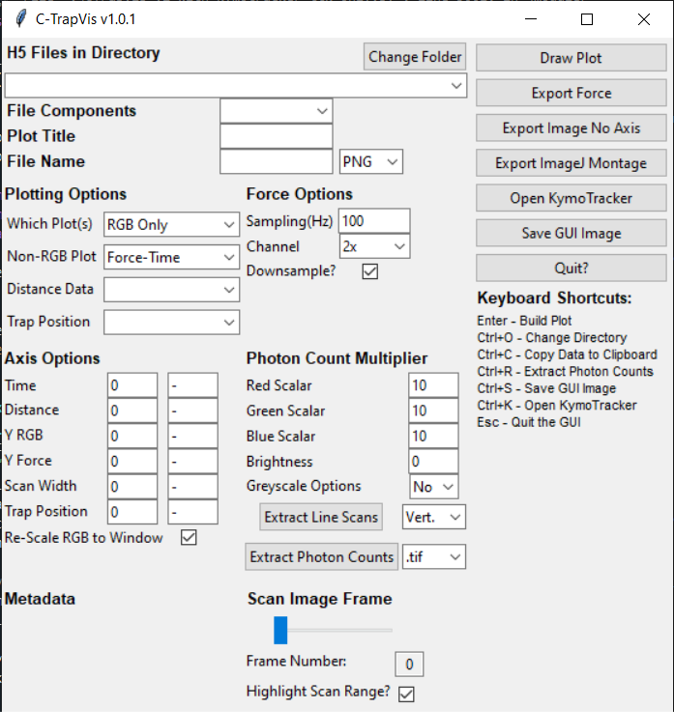 C-TrapVis v1.0.1
H5 Files in Directory
Change Folder
File Components
Plot Title
File Name
PNG
Plotting Options
Which Plot(s) RGB Only
Non-RGB Plot Force-Time
Distance Data
Trap Position
Force Options
Sampling(Hz) 100
Channel 2x
Downsample?
Axis Options
Time 0 -
Distance 0 -
Y RGB 0 -
Y Force 0 -
Scan Width 0 -
Trap Position 0 -
Re-Scale RGB to Window
Photon Count Multiplier
Red Scalar 10
Green Scalar 10
Blue Scalar 10
Brightness 0
Greyscale Options No
Extract Line Scans Vert.
Extract Photon Counts .tif
Metadata
Scan Image Frame
Frame Number: 0
Highlight Scan Range?
Draw Plot
Export Force
Export Image No Axis
Export ImageJ Montage
Open KymoTracker
Save GUI Image
Quit?
Keyboard Shortcuts:
Enter - Build Plot
Ctrl+O - Change Directory
Ctrl+C - Copy Data to Clipboard
Ctrl+R - Extract Photon Counts
Ctrl+S - Save GUI Image
Ctrl+K - Open KymoTracker
Esc - Quit the GUI